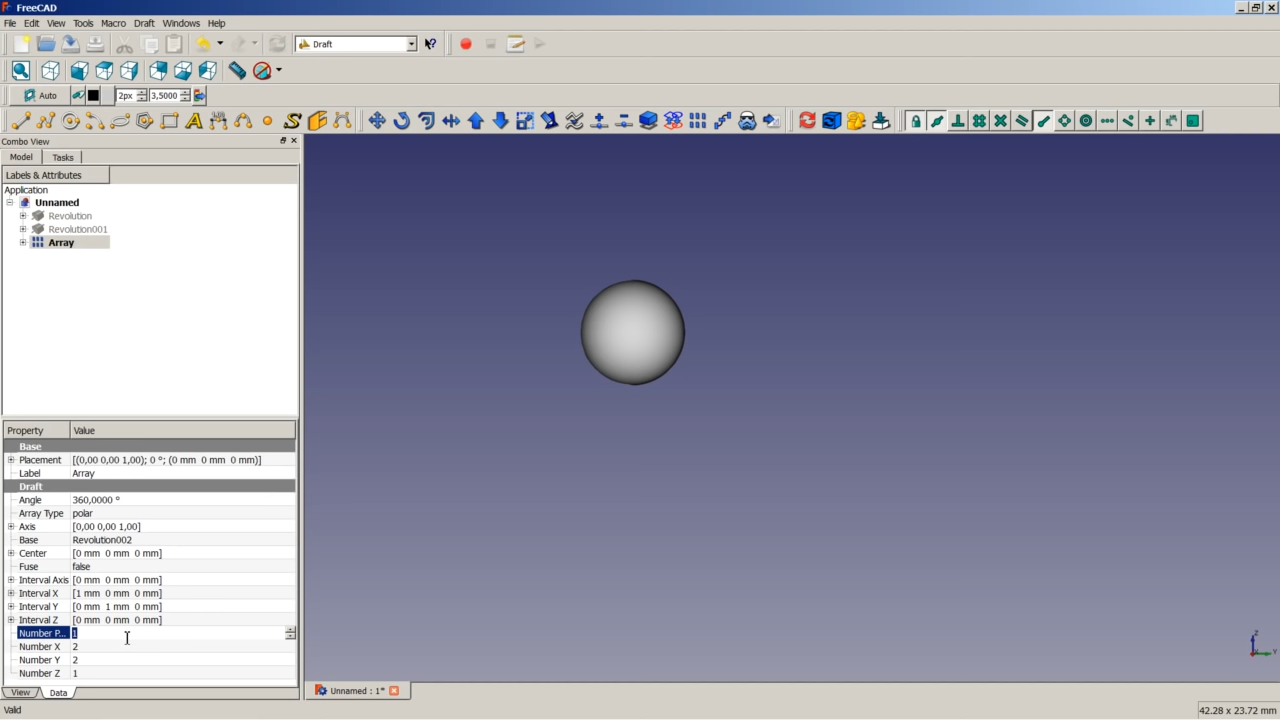 FreeCAD
File Edit View Tools Macro Draft Windows Help
Draft
Auto 2px 3,5000
Combo View
Model Tasks
Labels & Attributes
Application
Unnamed
Revolution
Revolution001
Array
Property Value
Base
Placement [(0,00 0,00 1,00); 0 °; (0 mm 0 mm 0 mm)]
Label Array
Draft
Angle 360,0000 °
Array Type polar
Axis [0,00 0,00 1,00]
Base Revolution002
Center [0 mm 0 mm 0 mm]
Fuse false
Interval Axis [0 mm 0 mm 0 mm]
Interval X [1 mm 0 mm 0 mm]
Interval Y [0 mm 1 mm 0 mm]
Interval Z [0 mm 0 mm 0 mm]
Number P... 1
Number X 2
Number Y 2
Number Z 1
View Data
Unnamed : 1*
Z
Y
Valid 42.28 x 23.72 mm